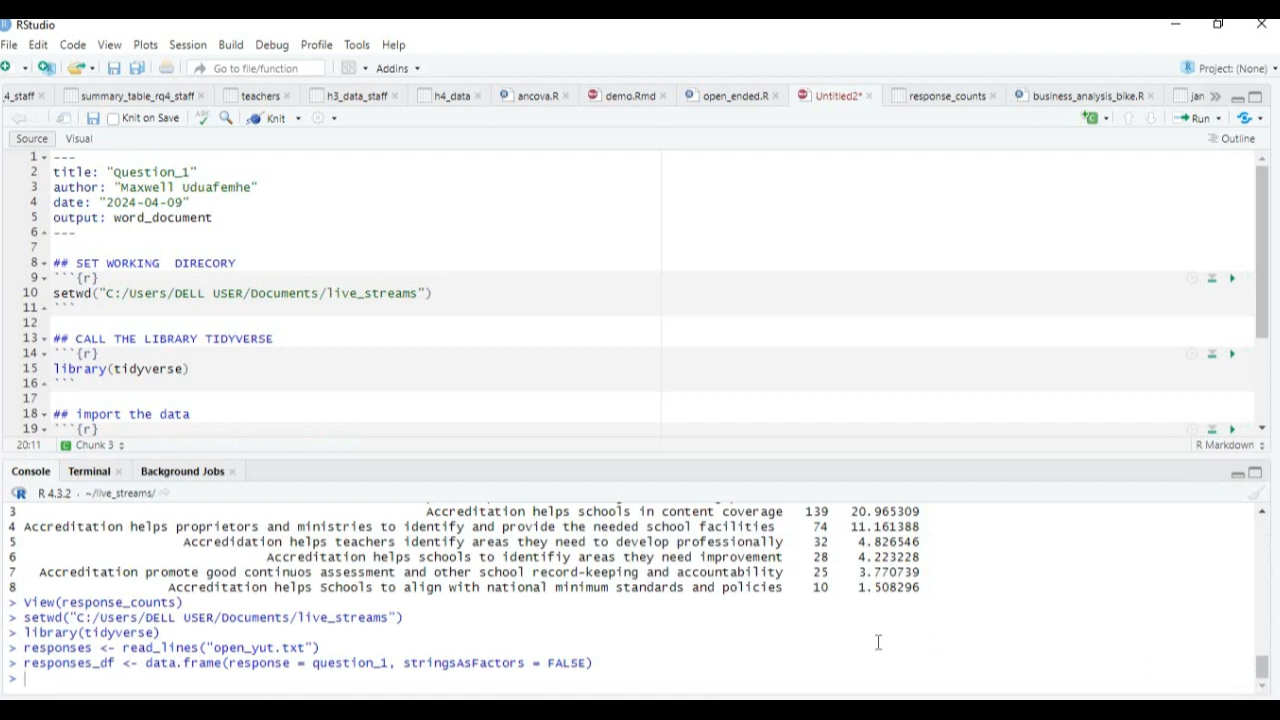 RStudio
File Edit Code View Plots Session Build Debug Profile Tools Help
Go to file/function Addins Project: (None)
4_staff summary_table_rq4_staff teachers h3_data_staff h4_data ancova.R demo.Rmd open_ended.R Untitled2* response_counts business_analysis_bike.R jan
Knit on Save Knit Run
Source Visual Outline
1 ---
2 title: "Question_1"
3 author: "Maxwell Uduafemhe"
4 date: "2024-04-09"
5 output: word_document
6 ---
7
8 ## SET WORKING DIRECORY
9 ```{r}
10 setwd("C:/Users/DELL USER/Documents/live_streams")
11 ```
12
13 ## CALL THE LIBRARY TIDYVERSE
14 ```{r}
15 library(tidyverse)
16 ```
17
18 ## import the data
19 ```{r}
20:11 Chunk 3 R Markdown
Console Terminal Background Jobs
R 4.3.2 · ~/live_streams/
3 Accreditation helps schools in content coverage 139 20.965309
4 Accreditation helps proprietors and ministries to identify and provide the needed school facilities 74 11.161388
5 Accredidation helps teachers identify areas they need to develop professionally 32 4.826546
6 Accreditation helps schools to identifiy areas they need improvement 28 4.223228
7 Accreditation promote good continuos assessment and other school record-keeping and accountability 25 3.770739
8 Accreditation helps Schools to align with national minimum standards and policies 10 1.508296
> View(response_counts)
> setwd("C:/Users/DELL USER/Documents/live_streams")
> library(tidyverse)
> responses <- read_lines("open_yut.txt")
> responses_df <- data.frame(response = question_1, stringsAsFactors = FALSE)
>